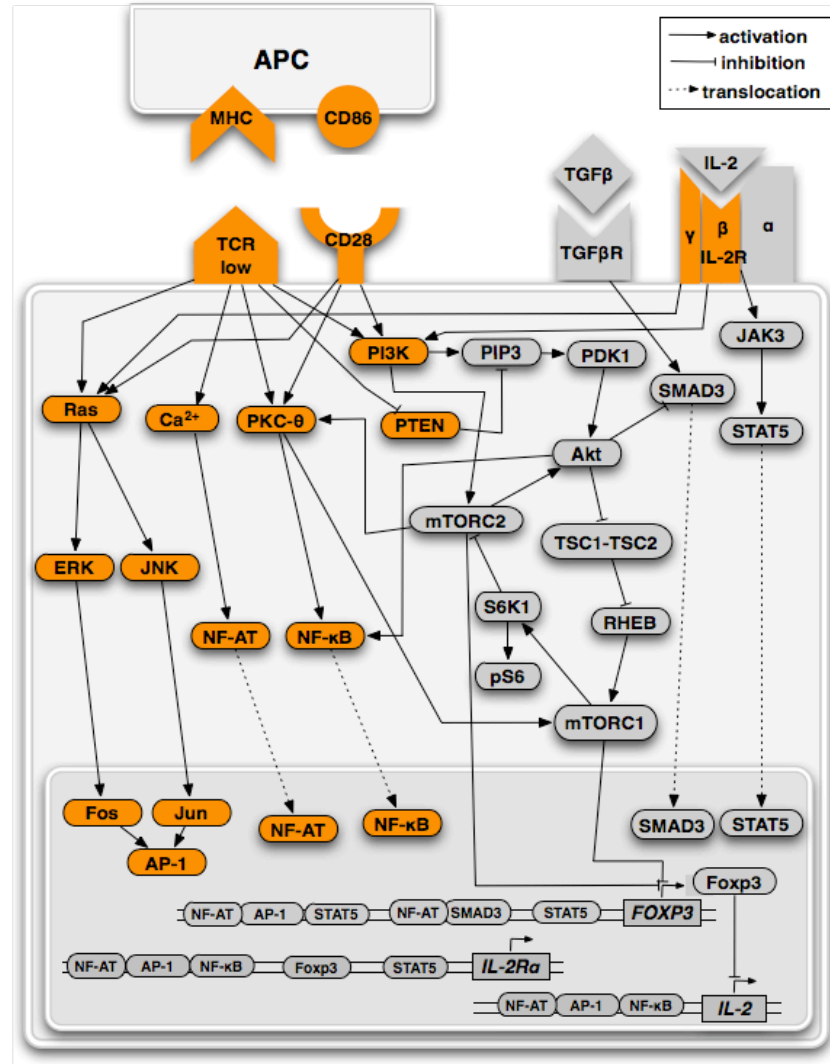 APC
activation
inhibition
translocation
MHC
CD86
TGFβ
IL-2
TCR
low
CD28
TGFβR
γ
β
IL-2R
α
JAK3
PI3K
PIP3
PDK1
SMAD3
Ras
Ca²⁺
PKC-θ
PTEN
STAT5
Akt
mTORC2
TSC1-TSC2
ERK
JNK
S6K1
RHEB
NF-AT
NF-κB
pS6
mTORC1
Fos
Jun
NF-AT
NF-κB
SMAD3
STAT5
AP-1
Foxp3
NF-AT AP-1 STAT5 NF-AT SMAD3 STAT5 FOXP3
NF-AT AP-1 NF-κB Foxp3 STAT5 IL-2Rα
NF-AT AP-1 NF-κB IL-2